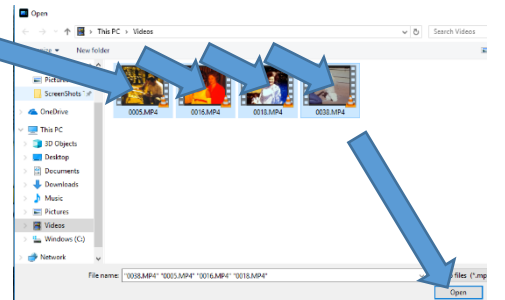 Open
This PC > Videos
Search Videos
New folder
ScreenShots
OneDrive
0005.MP4 0016.MP4 0018.MP4 0038.MP4
This PC
3D Objects
Desktop
Documents
Downloads
Music
Pictures
Videos
Windows (C:)
Network
File name: "0038.MP4" "0005.MP4" "0016.MP4" "0018.MP4"
files (*.mp
Open